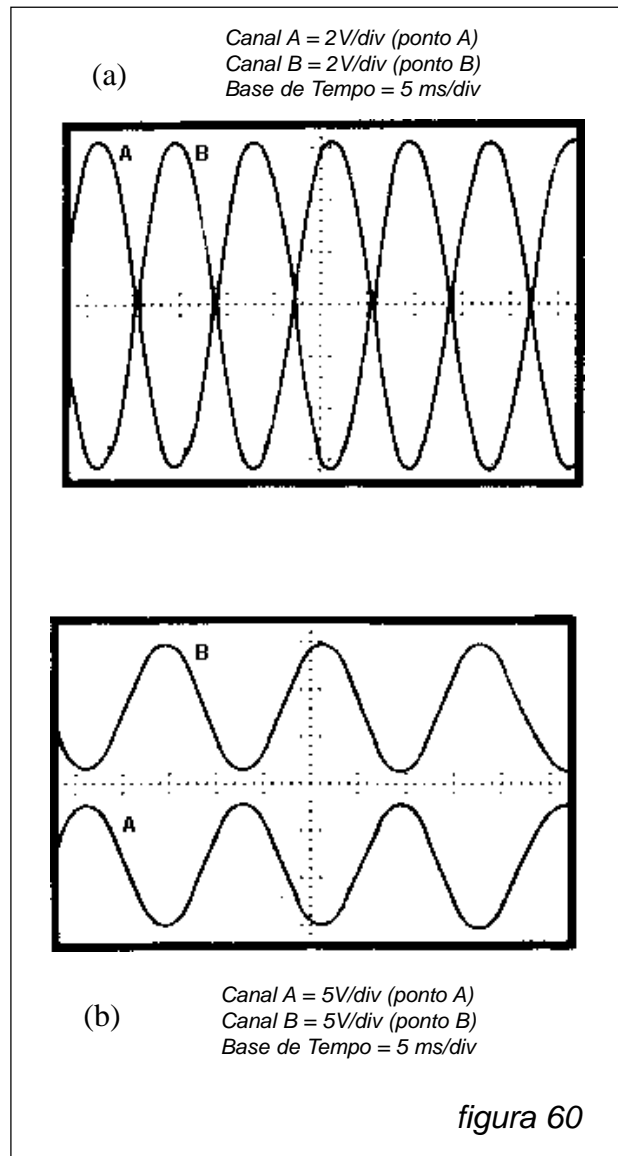 Canal A = 2V/div (ponto A)
Canal B = 2V/div (ponto B)
(a)
Base de Tempo = 5 ms/div
A
B
B
A
Canal A = 5V/div (ponto A)
(b)
Canal B = 5V/div (ponto B)
Base de Tempo = 5 ms/div
figura 60